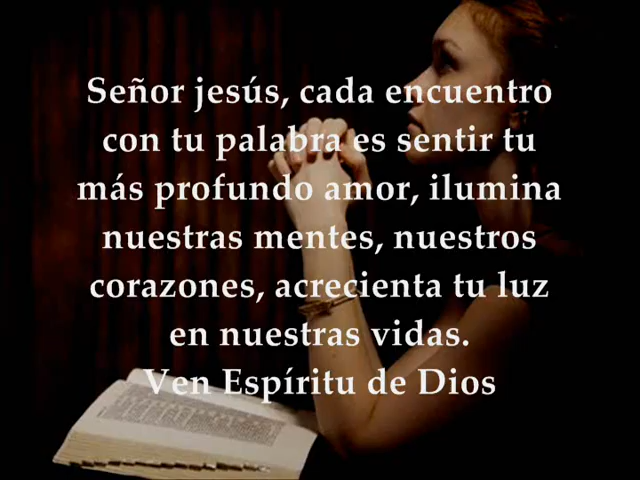 Señor jesús, cada encuentro
con tu palabra es sentir tu
más profundo amor, ilumina
nuestras mentes, nuestros
corazones, acrecienta tu luz
en nuestras vidas.
Ven Espíritu de Dios